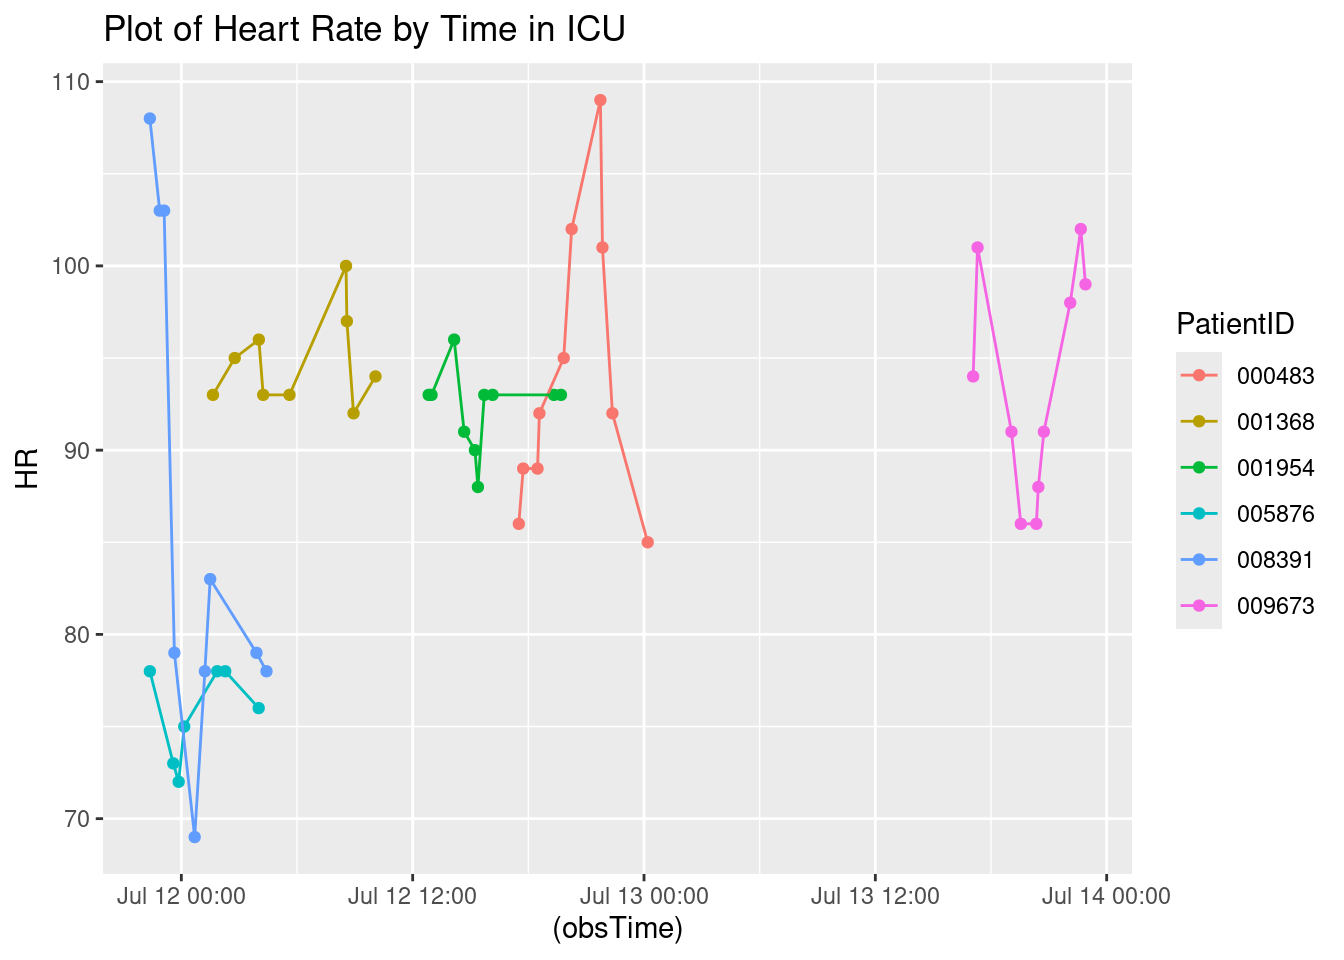 Plot of Heart Rate by Time in ICU
110
100
90
80
70
HR
Jul 12 00:00 Jul 12 12:00 Jul 13 00:00 Jul 13 12:00 Jul 14 00:00
(obsTime)
PatientID
000483
001368
001954
005876
008391
009673